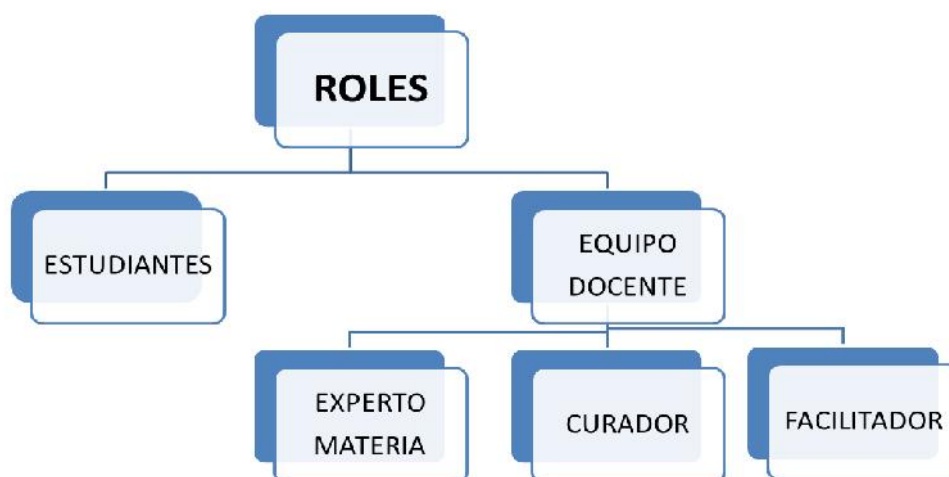 ROLES
ESTUDIANTES
EQUIPO
DOCENTE
EXPERTO
MATERIA
CURADOR
FACILITADOR